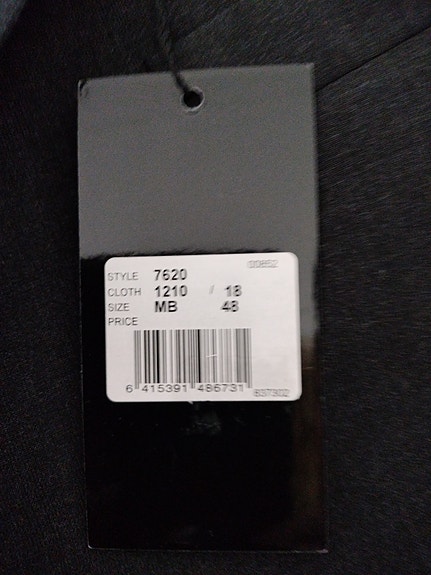 STYLE 7620
CLOTH 1210 / 18
SIZE MB 48
PRICE
6 415391 486731